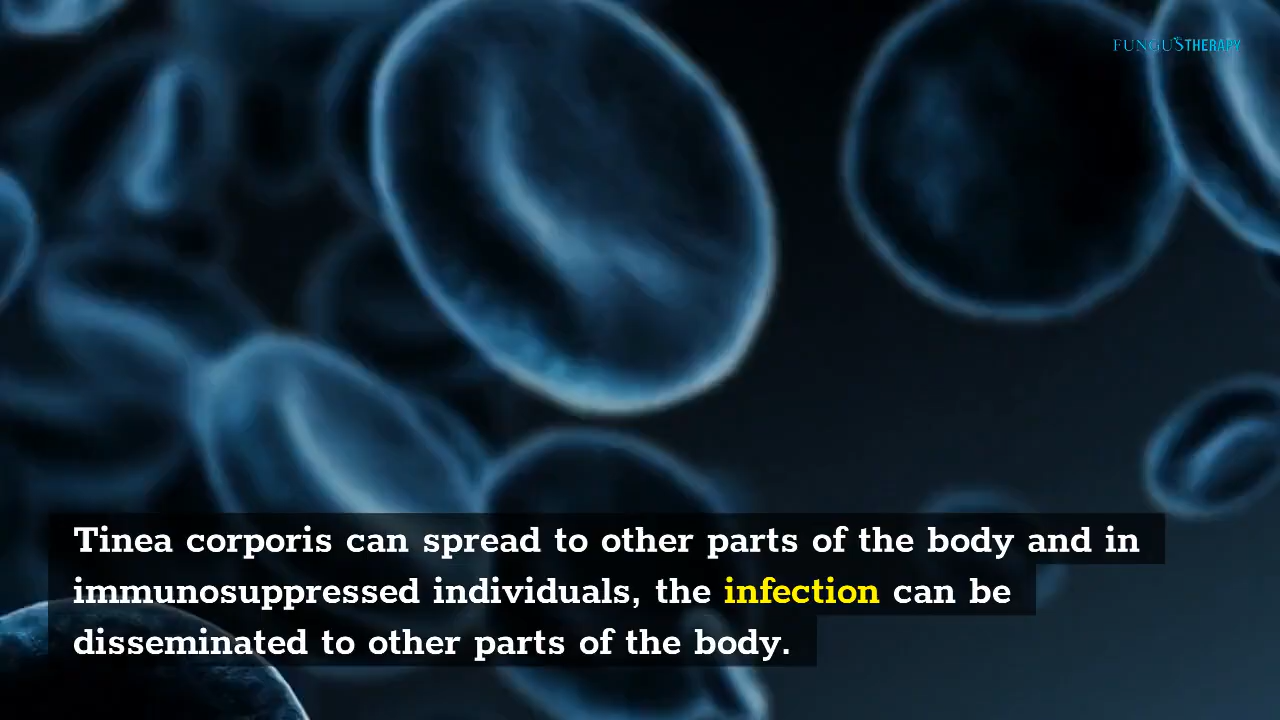 FUNGUSTHERAPY
Tinea corporis can spread to other parts of the body and in
immunosuppressed individuals, the infection can be
disseminated to other parts of the body.